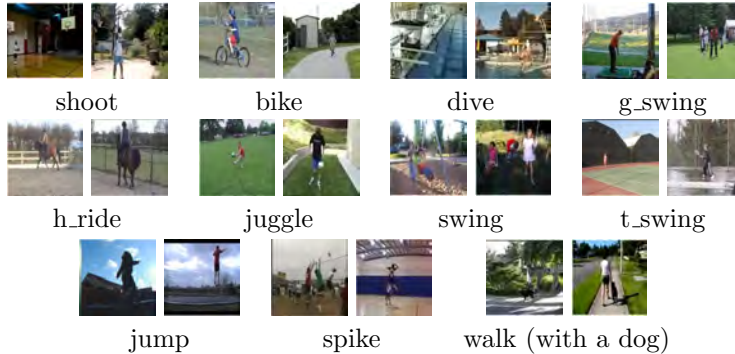 shoot bike dive g_swing
h_ride juggle swing t_swing
jump spike walk (with a dog)